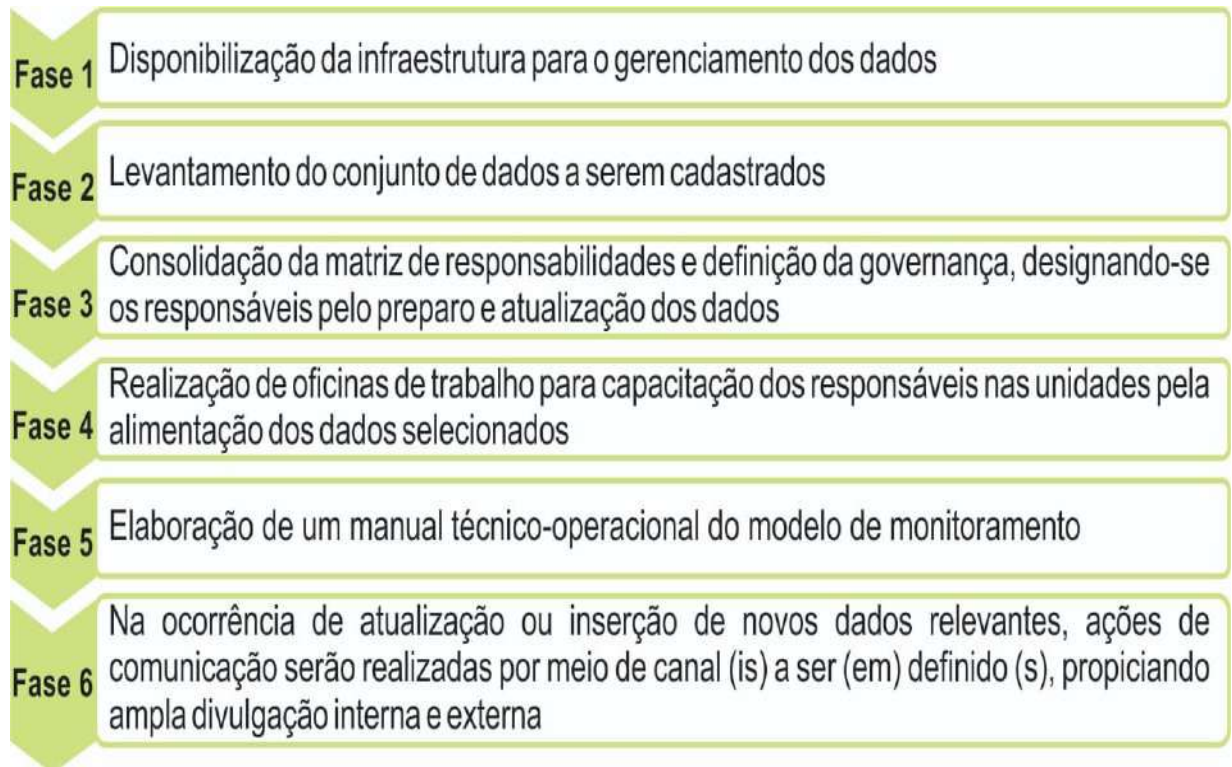 Fase 1
Disponibilização da infraestrutura para o gerenciamento dos dados
Fase 2
Levantamento do conjunto de dados a serem cadastrados
Fase 3
Consolidação da matriz de responsabilidades e definição da governança, designando-se
os responsáveis pelo preparo e atualização dos dados
Fase 4
Realização de oficinas de trabalho para capacitação dos responsáveis nas unidades pela
alimentação dos dados selecionados
Fase 5
Elaboração de um manual técnico-operacional do modelo de monitoramento
Fase 6
Na ocorrência de atualização ou inserção de novos dados relevantes, ações de
comunicação serão realizadas por meio de canal (is) a ser (em) definido (s), propiciando
ampla divulgação interna e externa